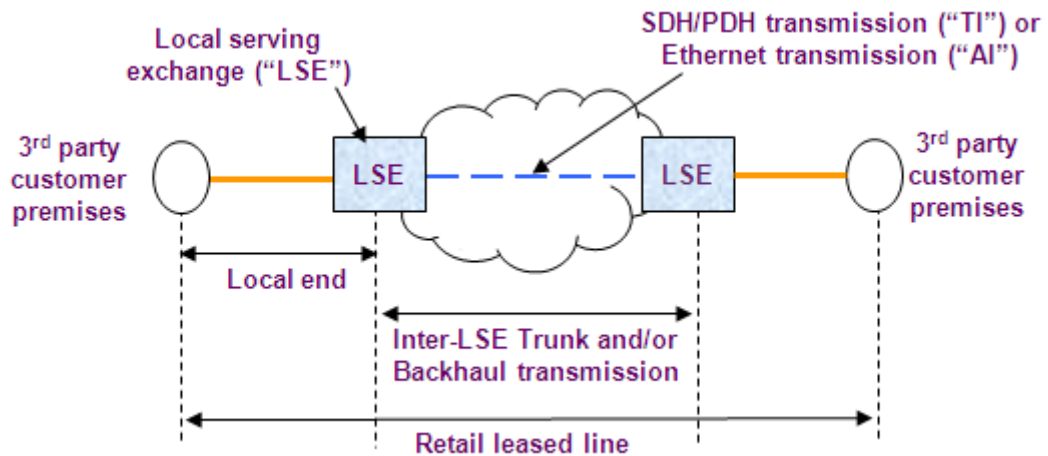 Local serving
exchange (“LSE”)
SDH/PDH transmission (“TI”) or
Ethernet transmission (“AI”)
3rd party
customer
premises
LSE
LSE
3rd party
customer
premises
Local end
Inter-LSE Trunk and/or
Backhaul transmission
Retail leased line